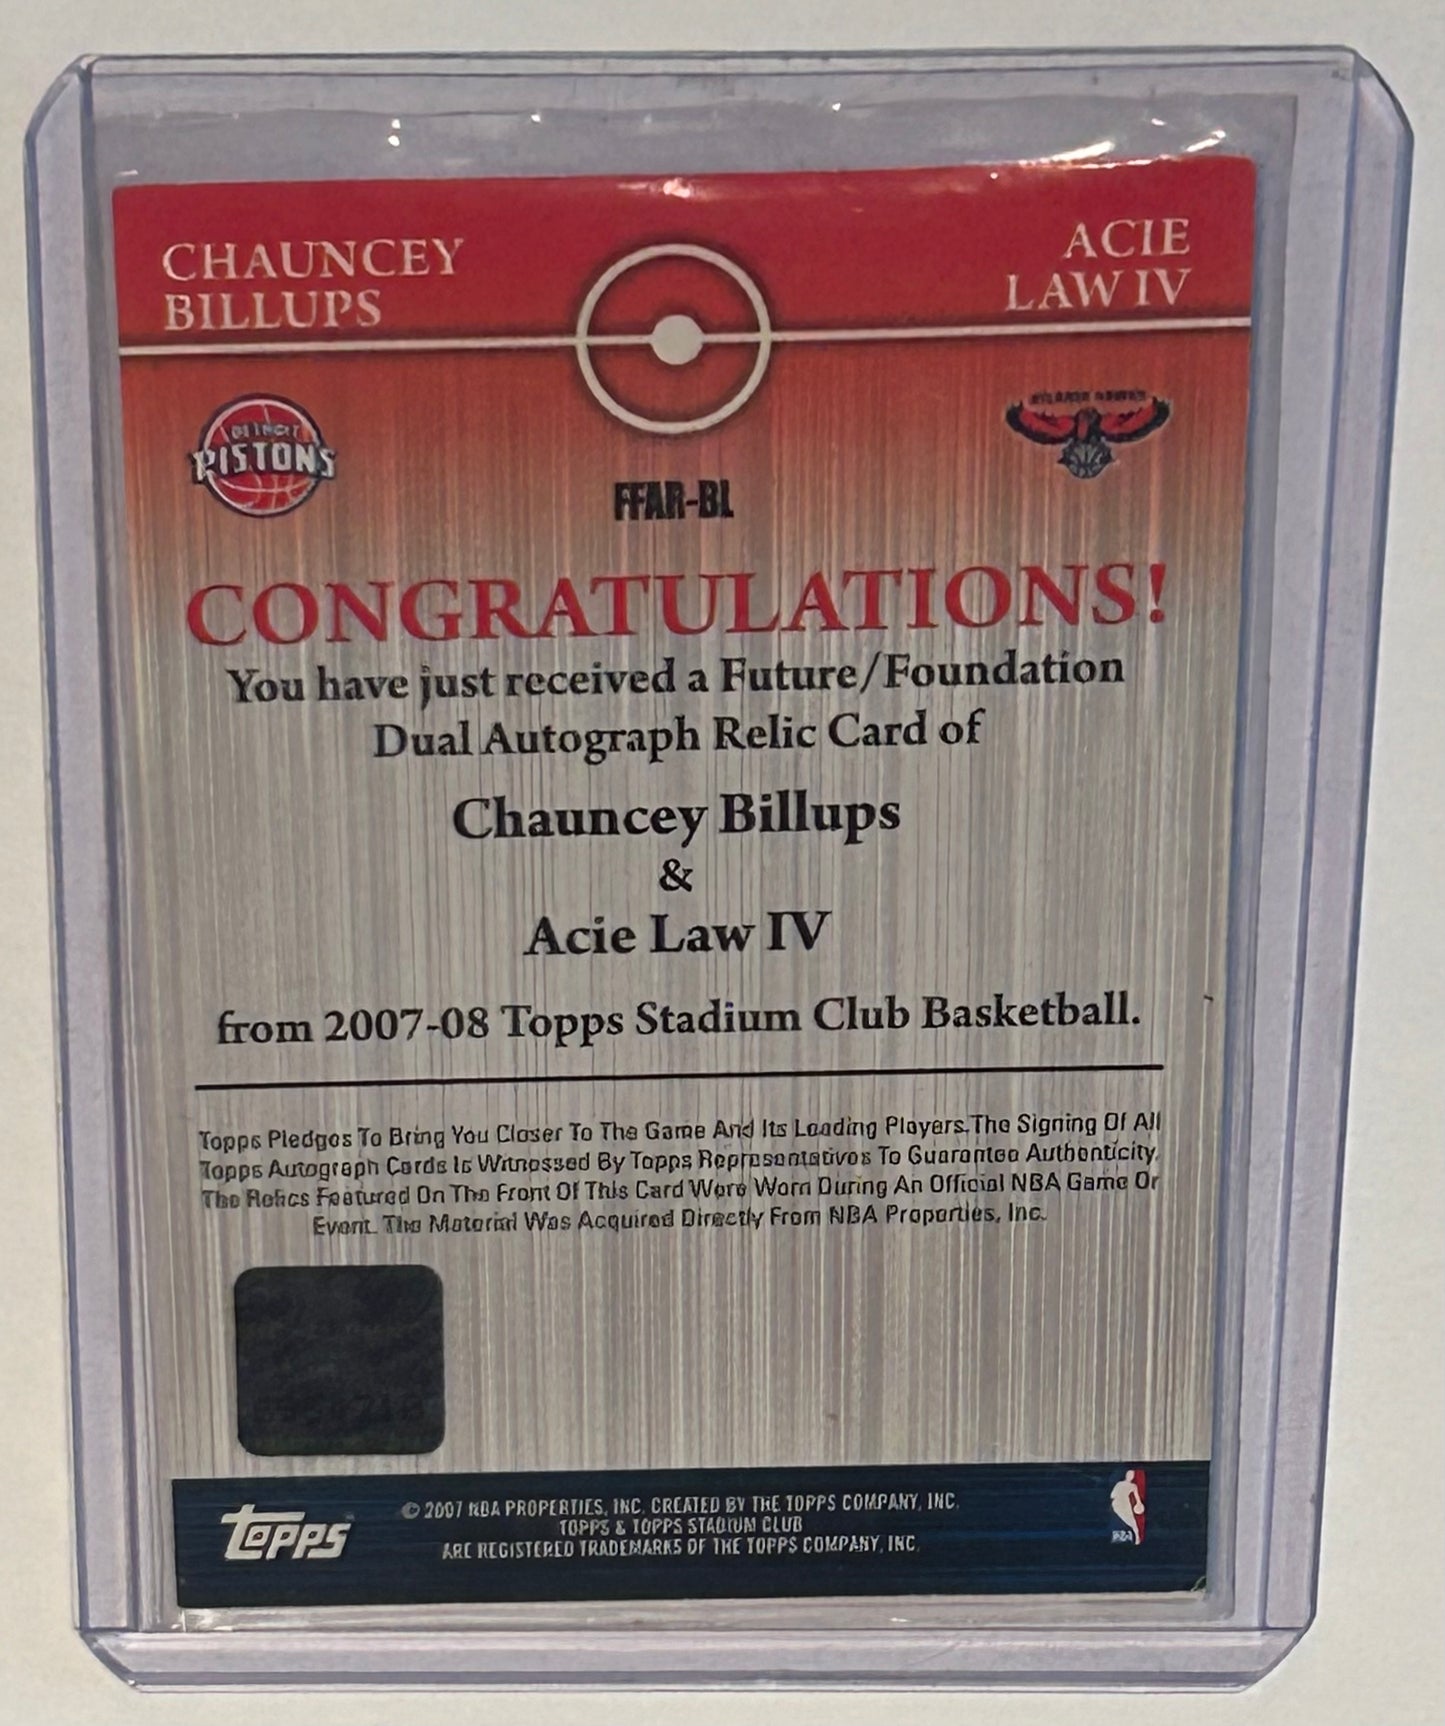 CHAUNCEY
BILLUPS
ACIE
LAW IV
DETROIT
PISTONS
ATLANTA HAWKS
FFAR-BL
CONGRATULATIONS!
You have just received a Future/Foundation
Dual Autograph Relic Card of
Chauncey Billups
&
Acie Law IV
from 2007-08 Topps Stadium Club Basketball.
Topps Pledges To Bring You Closer To The Game And Its Leading Players. The Signing Of All
Topps Autograph Cards Is Witnessed By Topps Representatives To Guarantee Authenticity.
The Relics Featured On The Front Of This Card Were Worn During An Official NBA Game Or
Event. The Material Was Acquired Directly From NBA Properties, Inc.
© 2007 NBA PROPERTIES, INC. CREATED BY THE TOPPS COMPANY, INC.
TOPPS & TOPPS STADIUM CLUB
ARE REGISTERED TRADEMARKS OF THE TOPPS COMPANY, INC.
TOPPS
NBA